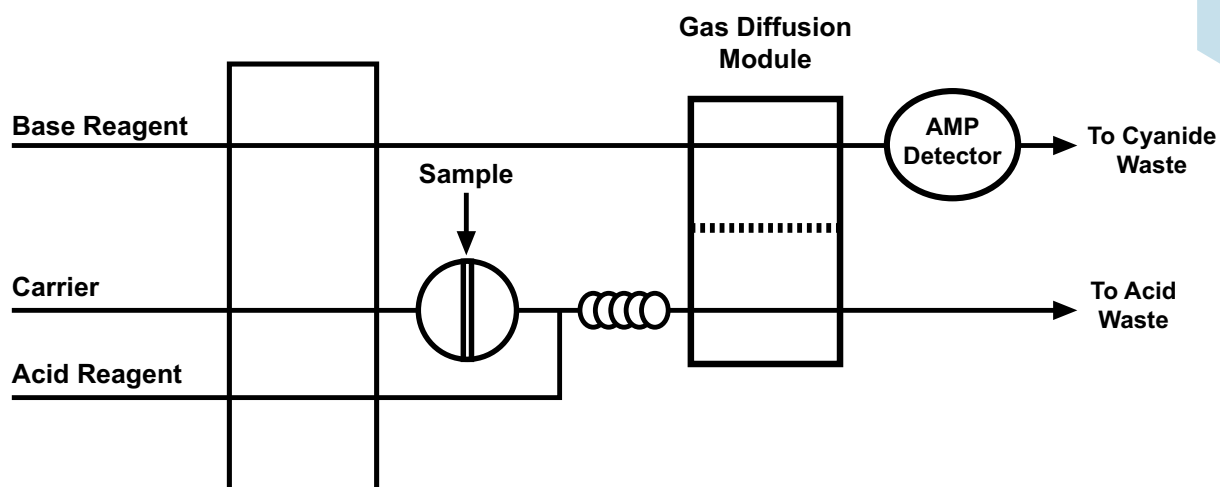 Gas Diffusion
Module
Base Reagent
AMP
Detector
To Cyanide
Waste
Sample
Carrier
To Acid
Waste
Acid Reagent